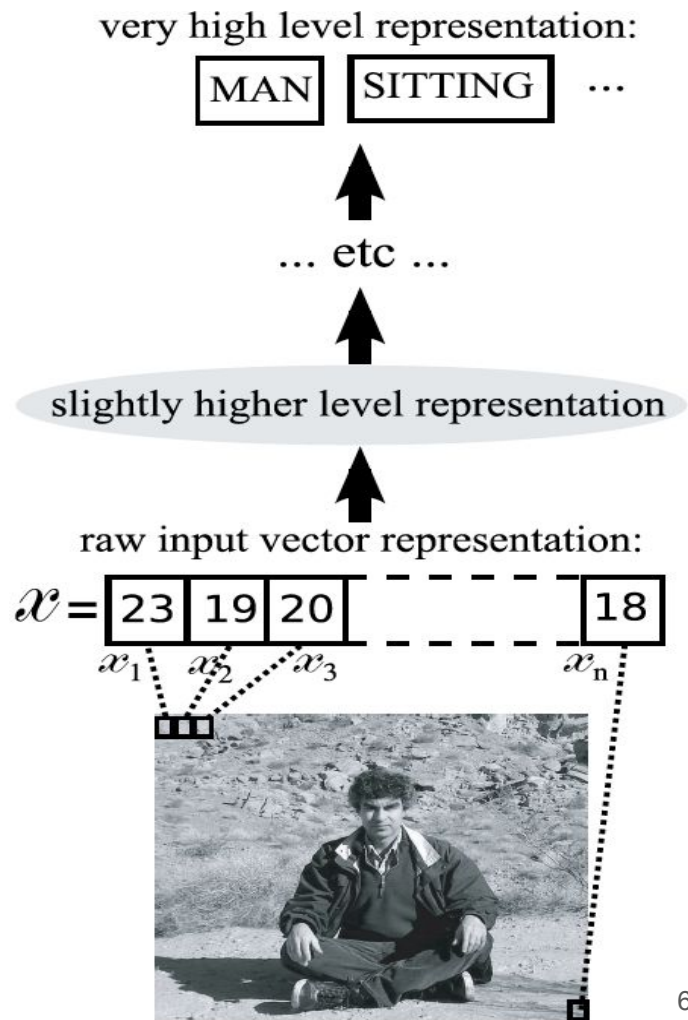 very high level representation:
MAN SITTING ...
... etc ...
slightly higher level representation
raw input vector representation:
x = 23 19 20 18
x1 x2 x3 xn
6